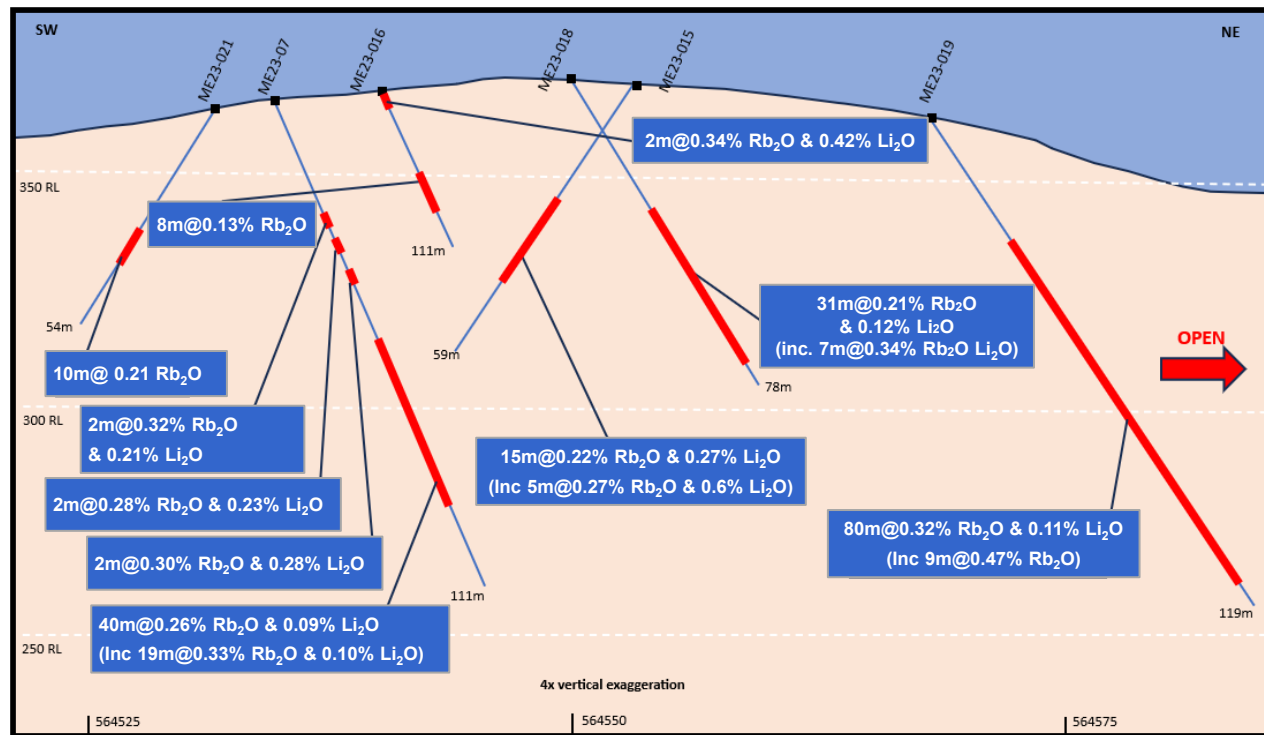 SW
NE
ME23-021
ME23-07
ME23-016
ME23-018
ME23-015
ME23-019
2m@0.34% Rb₂O & 0.42% Li₂O
350 RL
8m@0.13% Rb₂O
111m
54m
59m
31m@0.21% Rb₂O
& 0.12% Li₂O
(inc. 7m@0.34% Rb₂O Li₂O)
OPEN
10m@ 0.21 Rb₂O
78m
300 RL
2m@0.32% Rb₂O
& 0.21% Li₂O
15m@0.22% Rb₂O & 0.27% Li₂O
(Inc 5m@0.27% Rb₂O & 0.6% Li₂O)
2m@0.28% Rb₂O & 0.23% Li₂O
80m@0.32% Rb₂O & 0.11% Li₂O
(Inc 9m@0.47% Rb₂O)
2m@0.30% Rb₂O & 0.28% Li₂O
111m
119m
40m@0.26% Rb₂O & 0.09% Li₂O
(Inc 19m@0.33% Rb₂O & 0.10% Li₂O)
250 RL
4x vertical exaggeration
564525
564550
564575